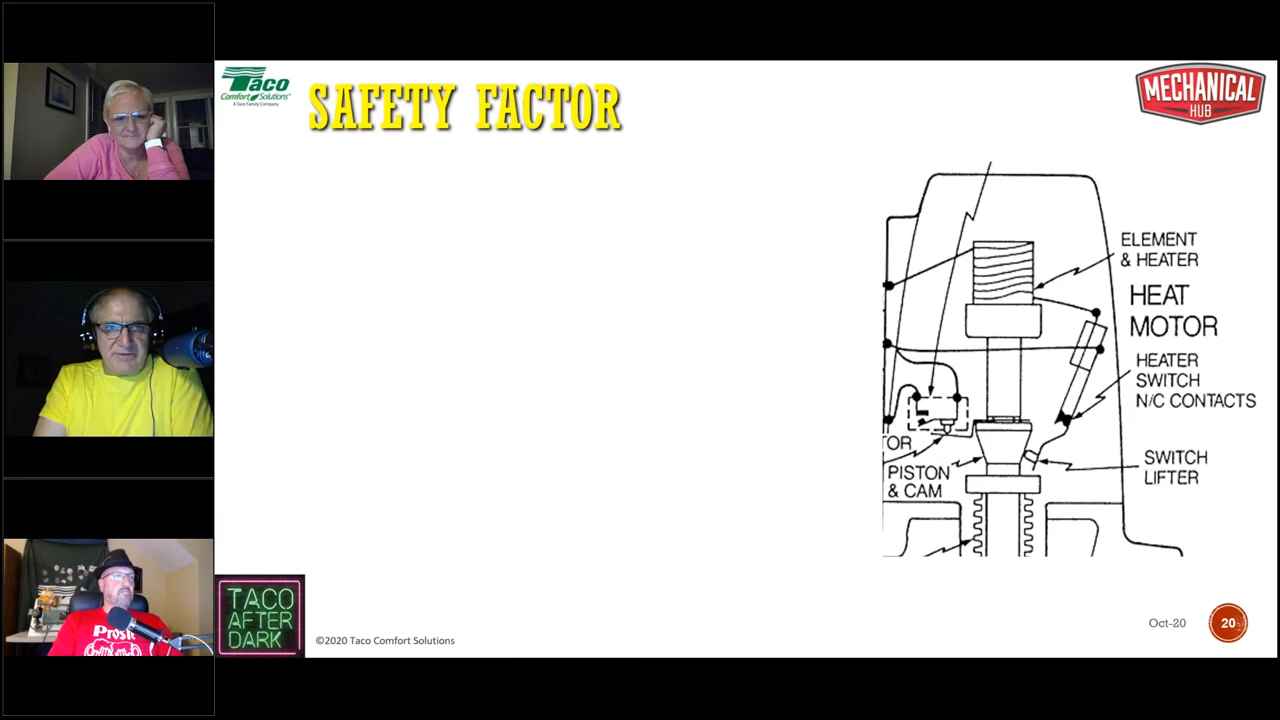 Taco
Comfort Solutions
A Taco Family Company
SAFETY FACTOR
MECHANICAL
HUB
ELEMENT
& HEATER
HEAT
MOTOR
HEATER
SWITCH
N/C CONTACTS
TOR
PISTON
& CAM
SWITCH
LIFTER
Prost
TACO
AFTER
DARK
©2020 Taco Comfort Solutions
Oct-20
20